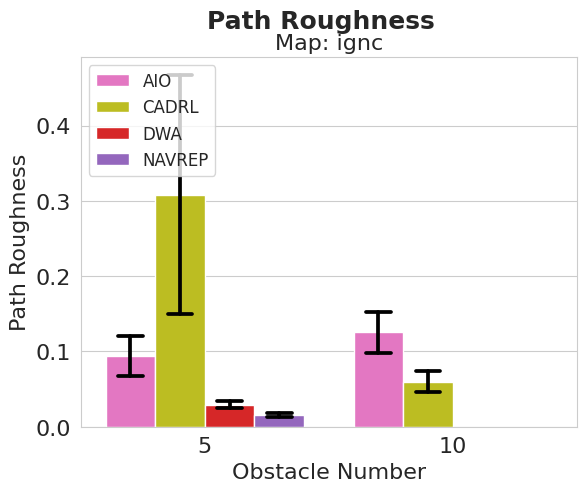 Path Roughness
Map: ignc
AIO
CADRL
DWA
NAVREP
Path Roughness
0.4
0.3
0.2
0.1
0.0
5
10
Obstacle Number